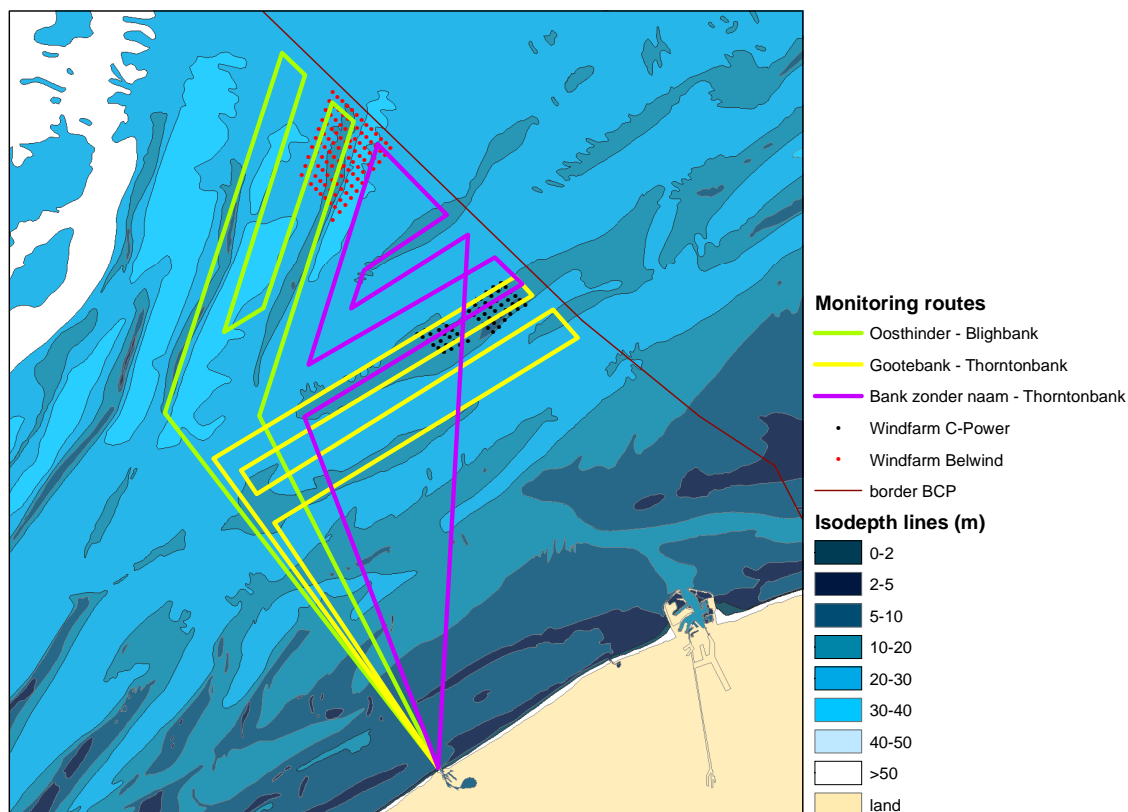 Monitoring routes
Oosthinder - Blighbank
Gootebank - Thorntonbank
Bank zonder naam - Thorntonbank
Windfarm C-Power
Windfarm Belwind
border BCP
Isodepth lines (m)
0-2
2-5
5-10
10-20
20-30
30-40
40-50
>50
land